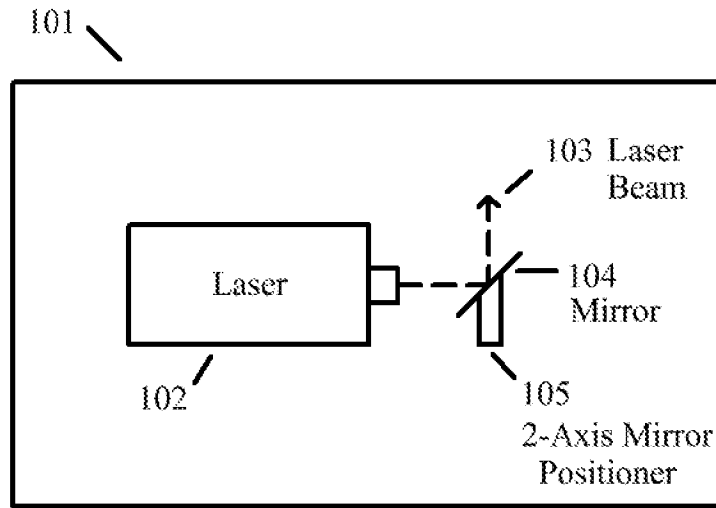 101
103 Laser
Beam
Laser
104
Mirror
102
105
2-Axis Mirror
Positioner